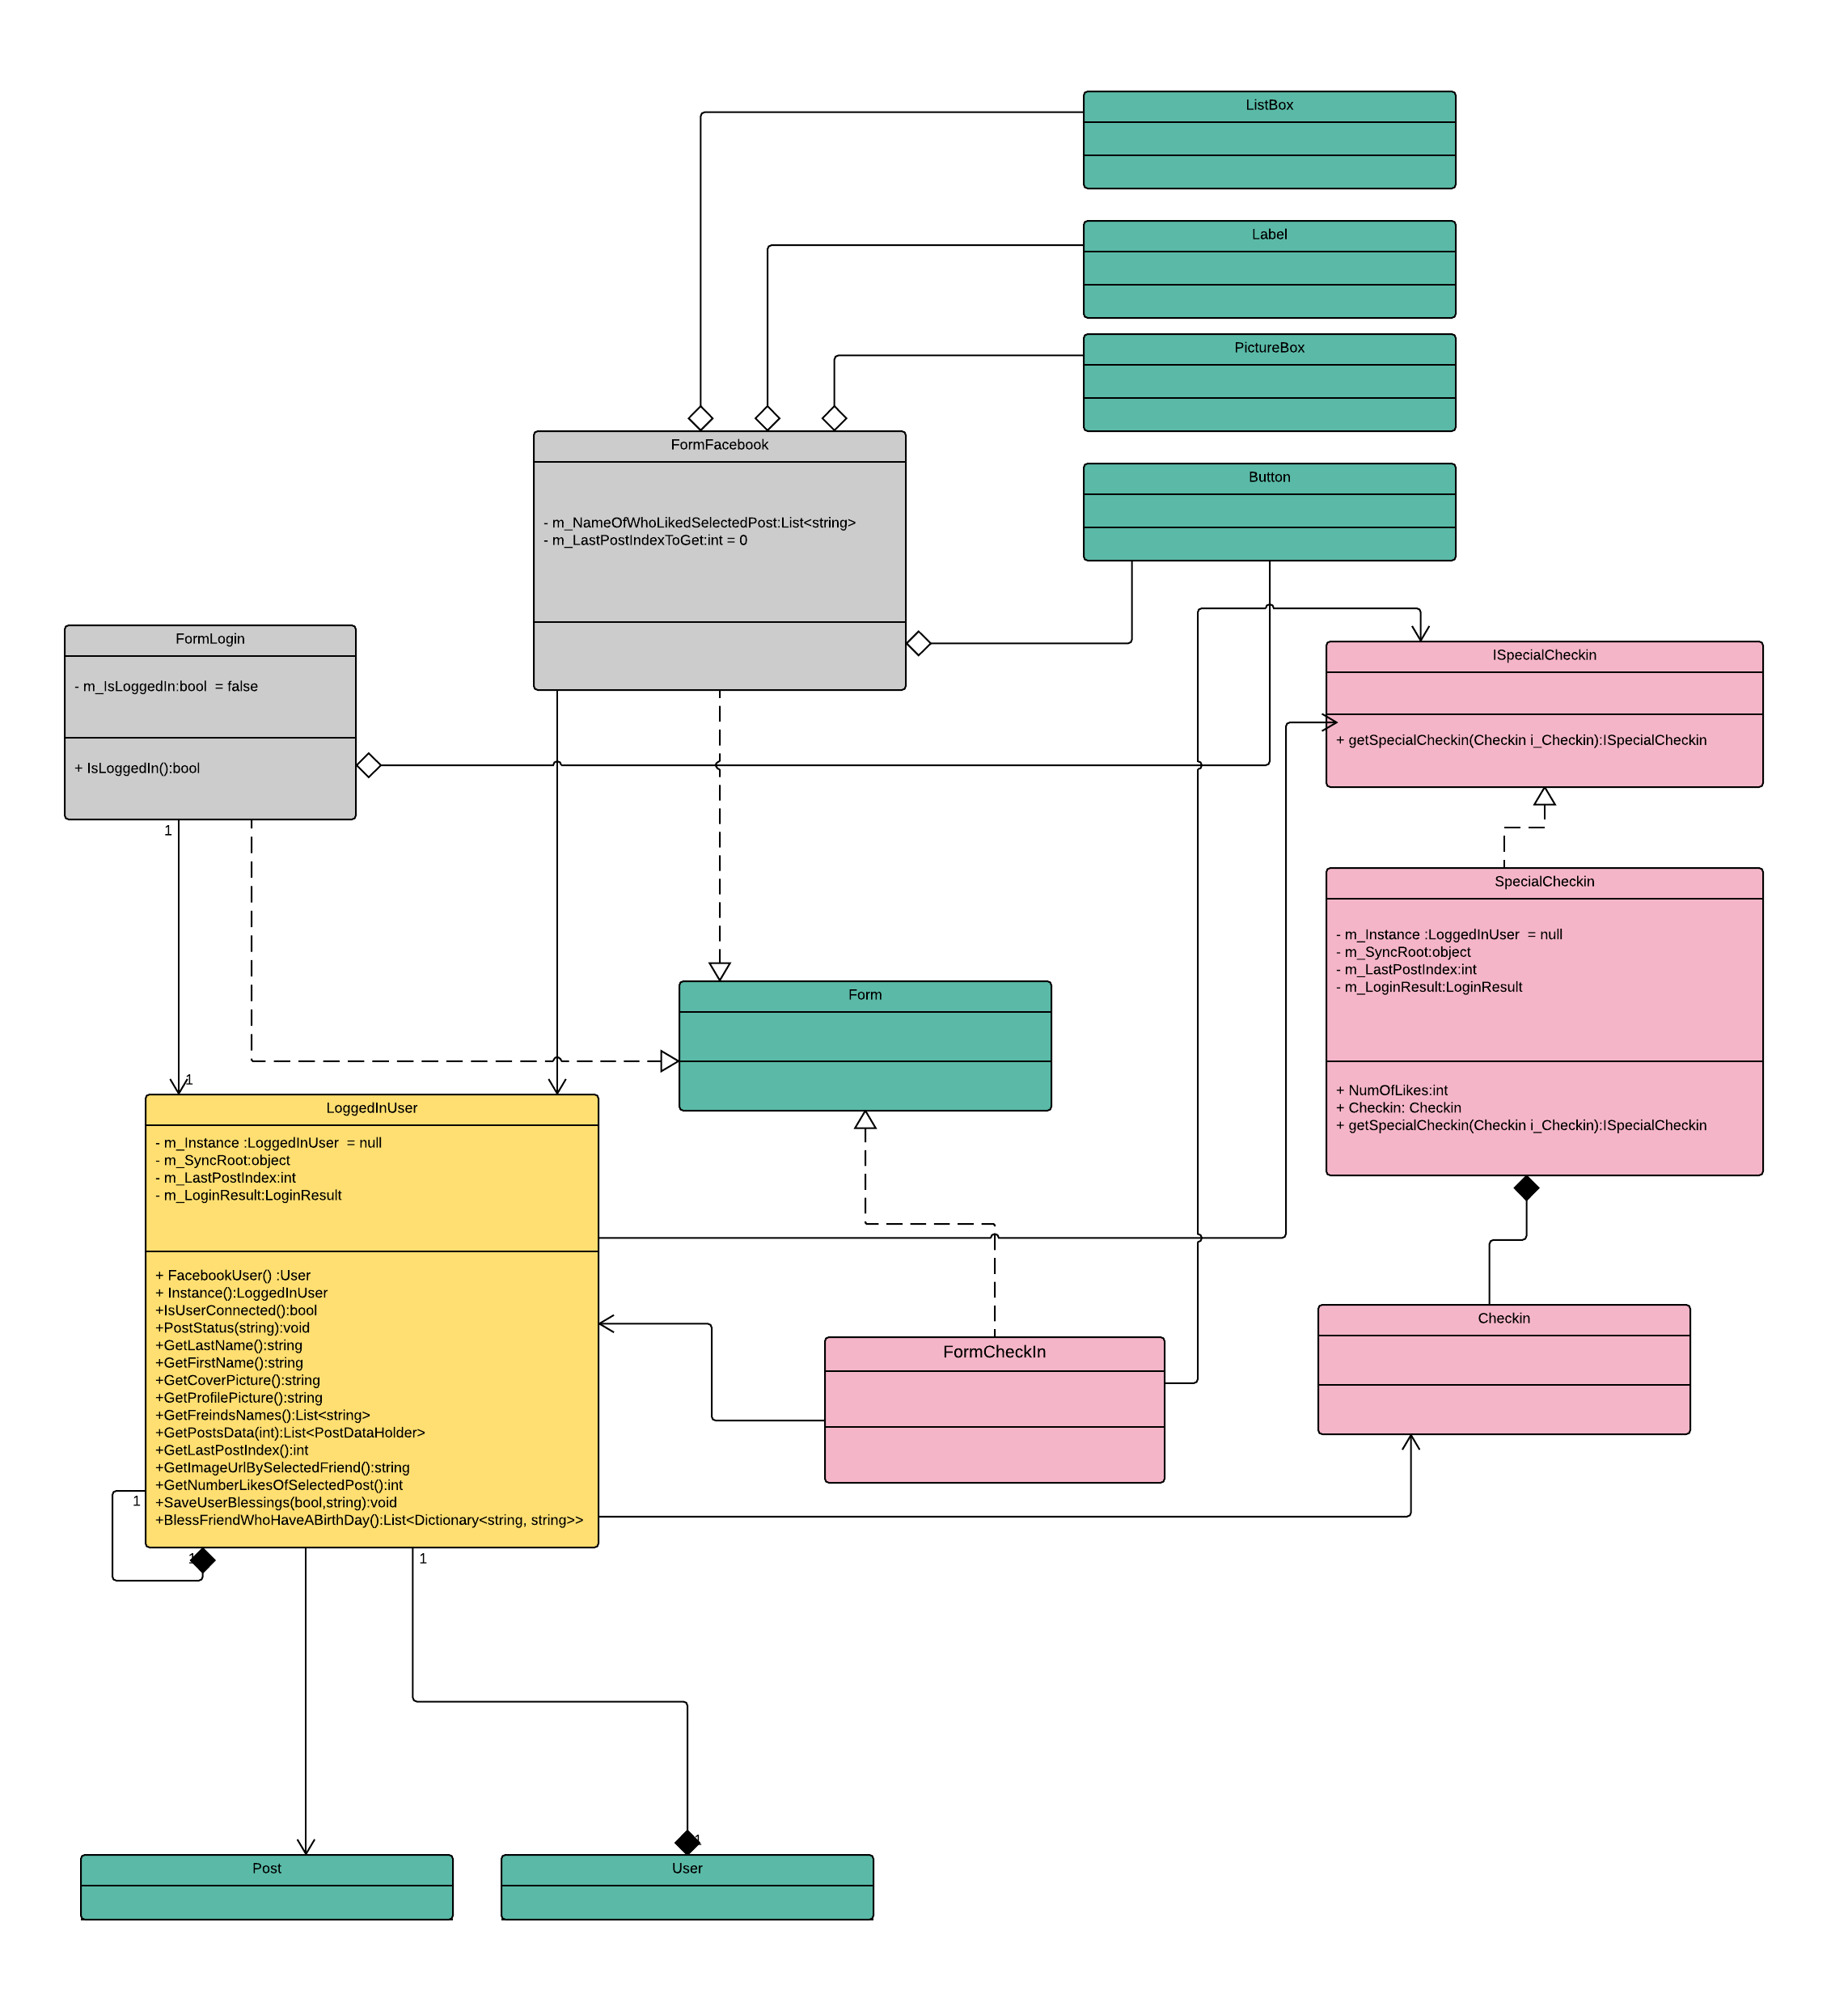 ListBox
Label
PictureBox
FormFacebook
- m_NameOfWhoLikedSelectedPost:List<string>
- m_LastPostIndexToGet:int = 0
Button
FormLogin
- m_IsLoggedIn:bool  = false
+ IsLoggedIn():bool
1
1
ISpecialCheckin
+ getSpecialCheckin(Checkin i_Checkin):ISpecialCheckin
SpecialCheckin
- m_Instance :LoggedInUser  = null
- m_SyncRoot:object
- m_LastPostIndex:int
- m_LoginResult:LoginResult
+ NumOfLikes:int
+ Checkin: Checkin
+ getSpecialCheckin(Checkin i_Checkin):ISpecialCheckin
Form
LoggedInUser
- m_Instance :LoggedInUser  = null
- m_SyncRoot:object
- m_LastPostIndex:int
- m_LoginResult:LoginResult
+ FacebookUser() :User
+ Instance():LoggedInUser
+IsUserConnected():bool
+PostStatus(string):void
+GetLastName():string
+GetFirstName():string
+GetCoverPicture():string
+GetProfilePicture():string
+GetFreindsNames():List<string>
+GetPostsData(int):List<PostDataHolder>
+GetLastPostIndex():int
+GetImageUrlBySelectedFriend():string
+GetNumberLikesOfSelectedPost():int
+SaveUserBlessings(bool,string):void
+BlessFriendWhoHaveABirthDay():List<Dictionary<string, string>>
FormCheckIn
Checkin
1
1
1
1
Post
User